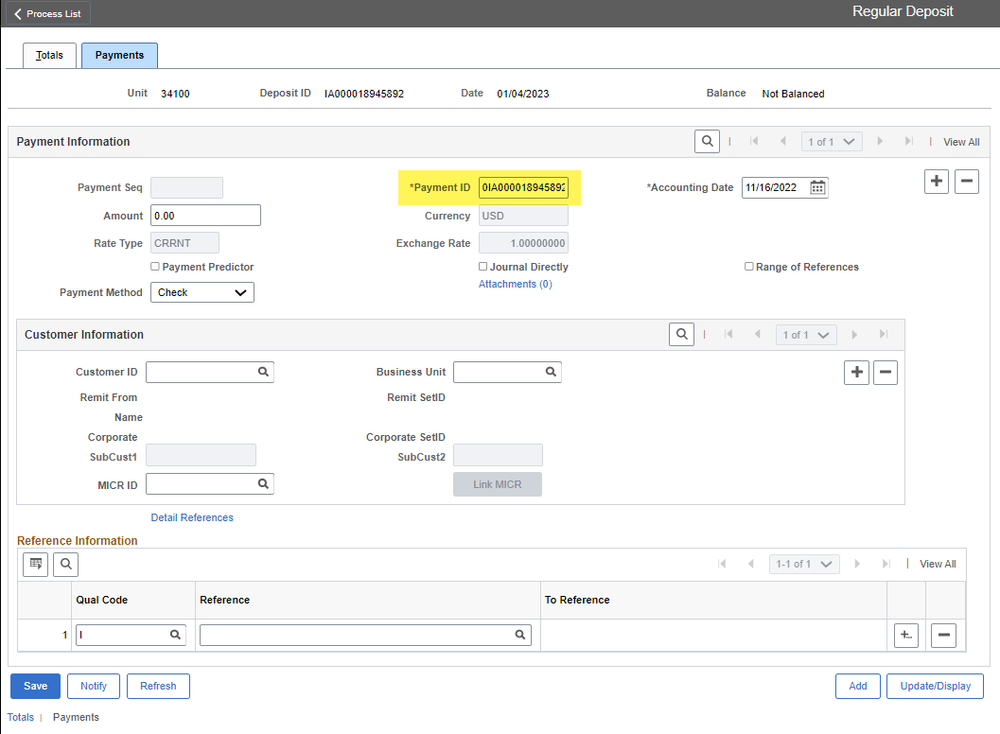 Process List
Regular Deposit
Totals Payments
Unit 34100 Deposit ID IA000018945892 Date 01/04/2023 Balance Not Balanced
Payment Information | 1 of 1 | View All
Payment Seq *Payment ID 0IA000018945892 *Accounting Date 11/16/2022
Amount 0.00 Currency USD
Rate Type CRRNT Exchange Rate 1.00000000
Payment Predictor Journal Directly Range of References
Attachments (0)
Payment Method Check
Customer Information | 1 of 1
Customer ID Business Unit
Remit From Remit SetID
Name
Corporate Corporate SetID
SubCust1 SubCust2
MICR ID Link MICR
Detail References
Reference Information
1-1 of 1 | View All
Qual Code Reference To Reference
1 I
Save Notify Refresh Add Update/Display
Totals | Payments